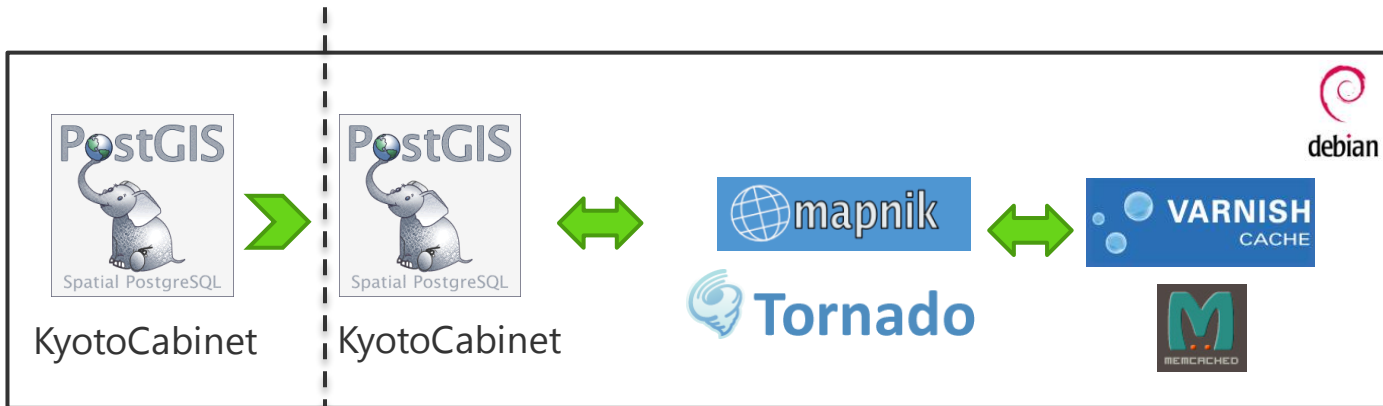 debian
PostGIS
Spatial PostgreSQL
KyotoCabinet
PostGIS
Spatial PostgreSQL
KyotoCabinet
mapnik
Tornado
VARNISH
CACHE
MEMCACHED